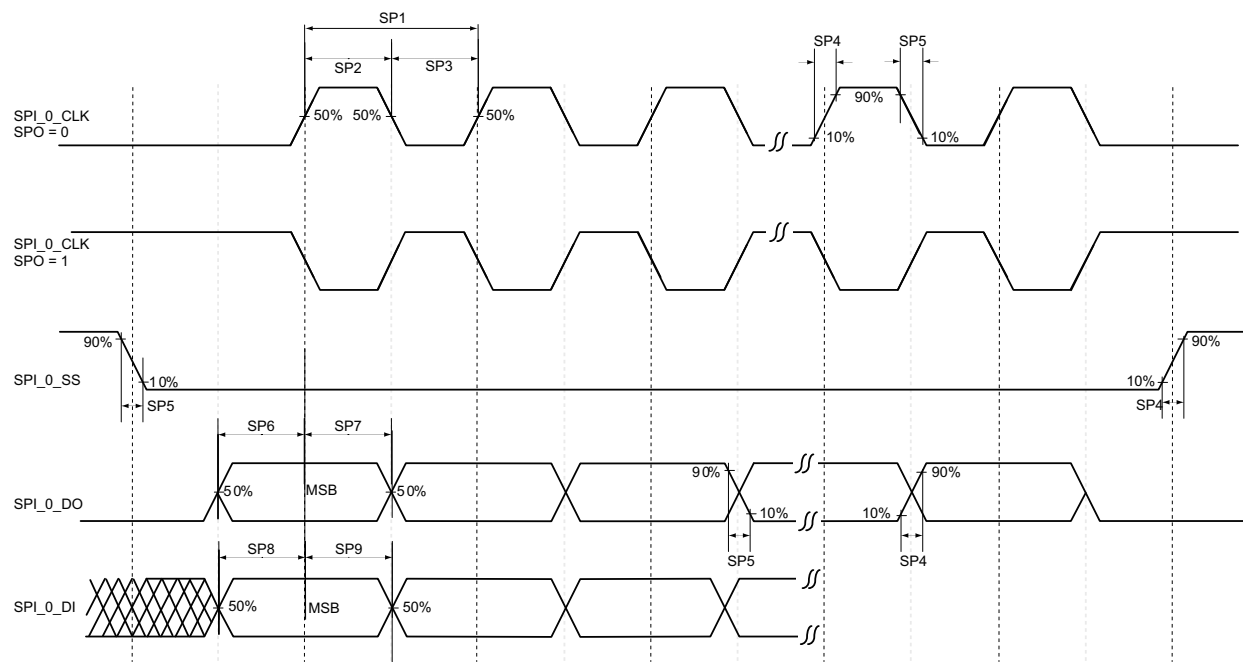 SP1
SP2
SP3
SP4
SP5
SPI_0_CLK
SPO = 0
50%
50%
50%
90%
10%
10%
SPI_0_CLK
SPO = 1
90%
90%
SPI_0_SS
10%
10%
SP5
SP4
SP6
SP7
90%
90%
SPI_0_DO
50%
MSB
50%
10%
10%
SP8
SP9
SP5
SP4
SPI_0_DI
50%
MSB
50%